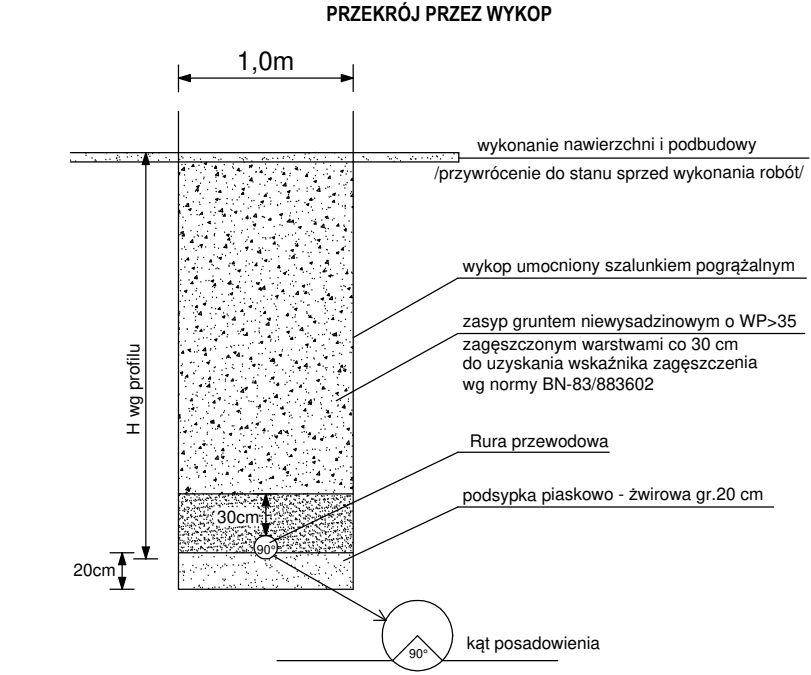 PRZEKRÓJ PRZEZ WYKOP
1,0m
wykonanie nawierzchni i podbudowy
/przywrócenie do stanu sprzed wykonania robót/
wykop umocniony szalunkiem pogrążalnym
zasyp gruntem niewysadzinowym o WP>35
zagęszczonym warstwami co 30 cm
do uzyskania wskaźnika zagęszczenia
wg normy BN-83/883602
H wg profilu
Rura przewodowa
podsypka piaskowo - żwirowa gr.20 cm
30cm
90°
20cm
kąt posadowienia
90°